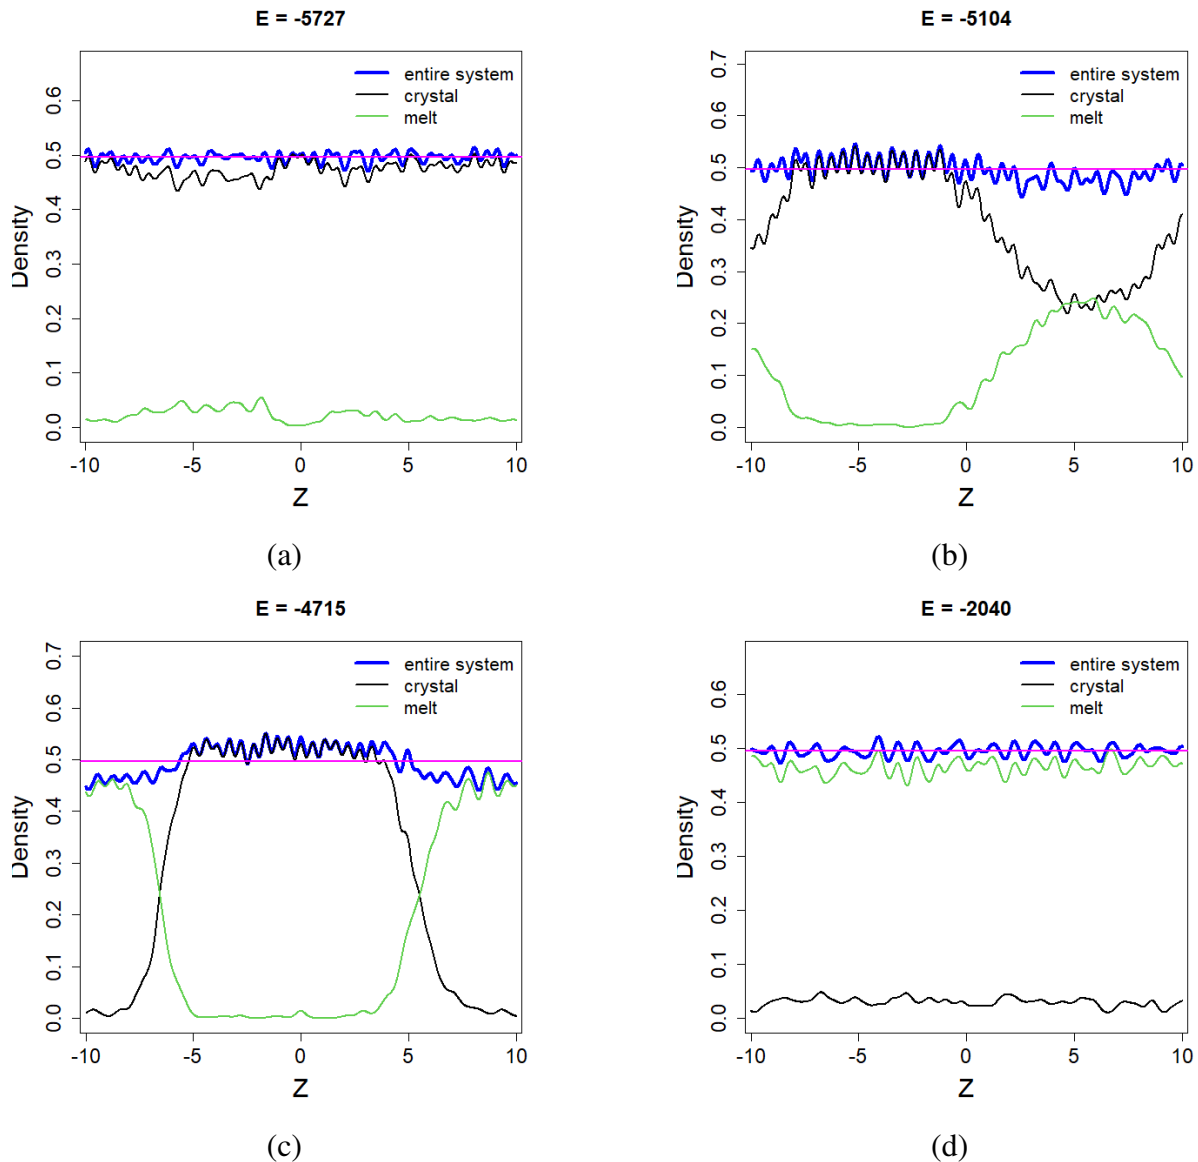 E = -5727
entire system
crystal
melt
0.0 0.1 0.2 0.3 0.4 0.5 0.6
Density
-10 -5 0 5 10
Z
(a)
E = -5104
entire system
crystal
melt
0.0 0.1 0.2 0.3 0.4 0.5 0.6 0.7
Density
-10 -5 0 5 10
Z
(b)
E = -4715
entire system
crystal
melt
0.0 0.1 0.2 0.3 0.4 0.5 0.6 0.7
Density
-10 -5 0 5 10
Z
(c)
E = -2040
entire system
crystal
melt
0.0 0.1 0.2 0.3 0.4 0.5 0.6
Density
-10 -5 0 5 10
Z
(d)